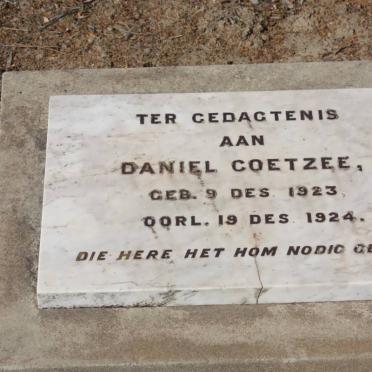 TER GEDAGTENIS
AAN
DANIEL COETZEE,
GEB. 9 DES 1923
OORL. 19 DES 1924.
DIE HERE HET HOM NODIG